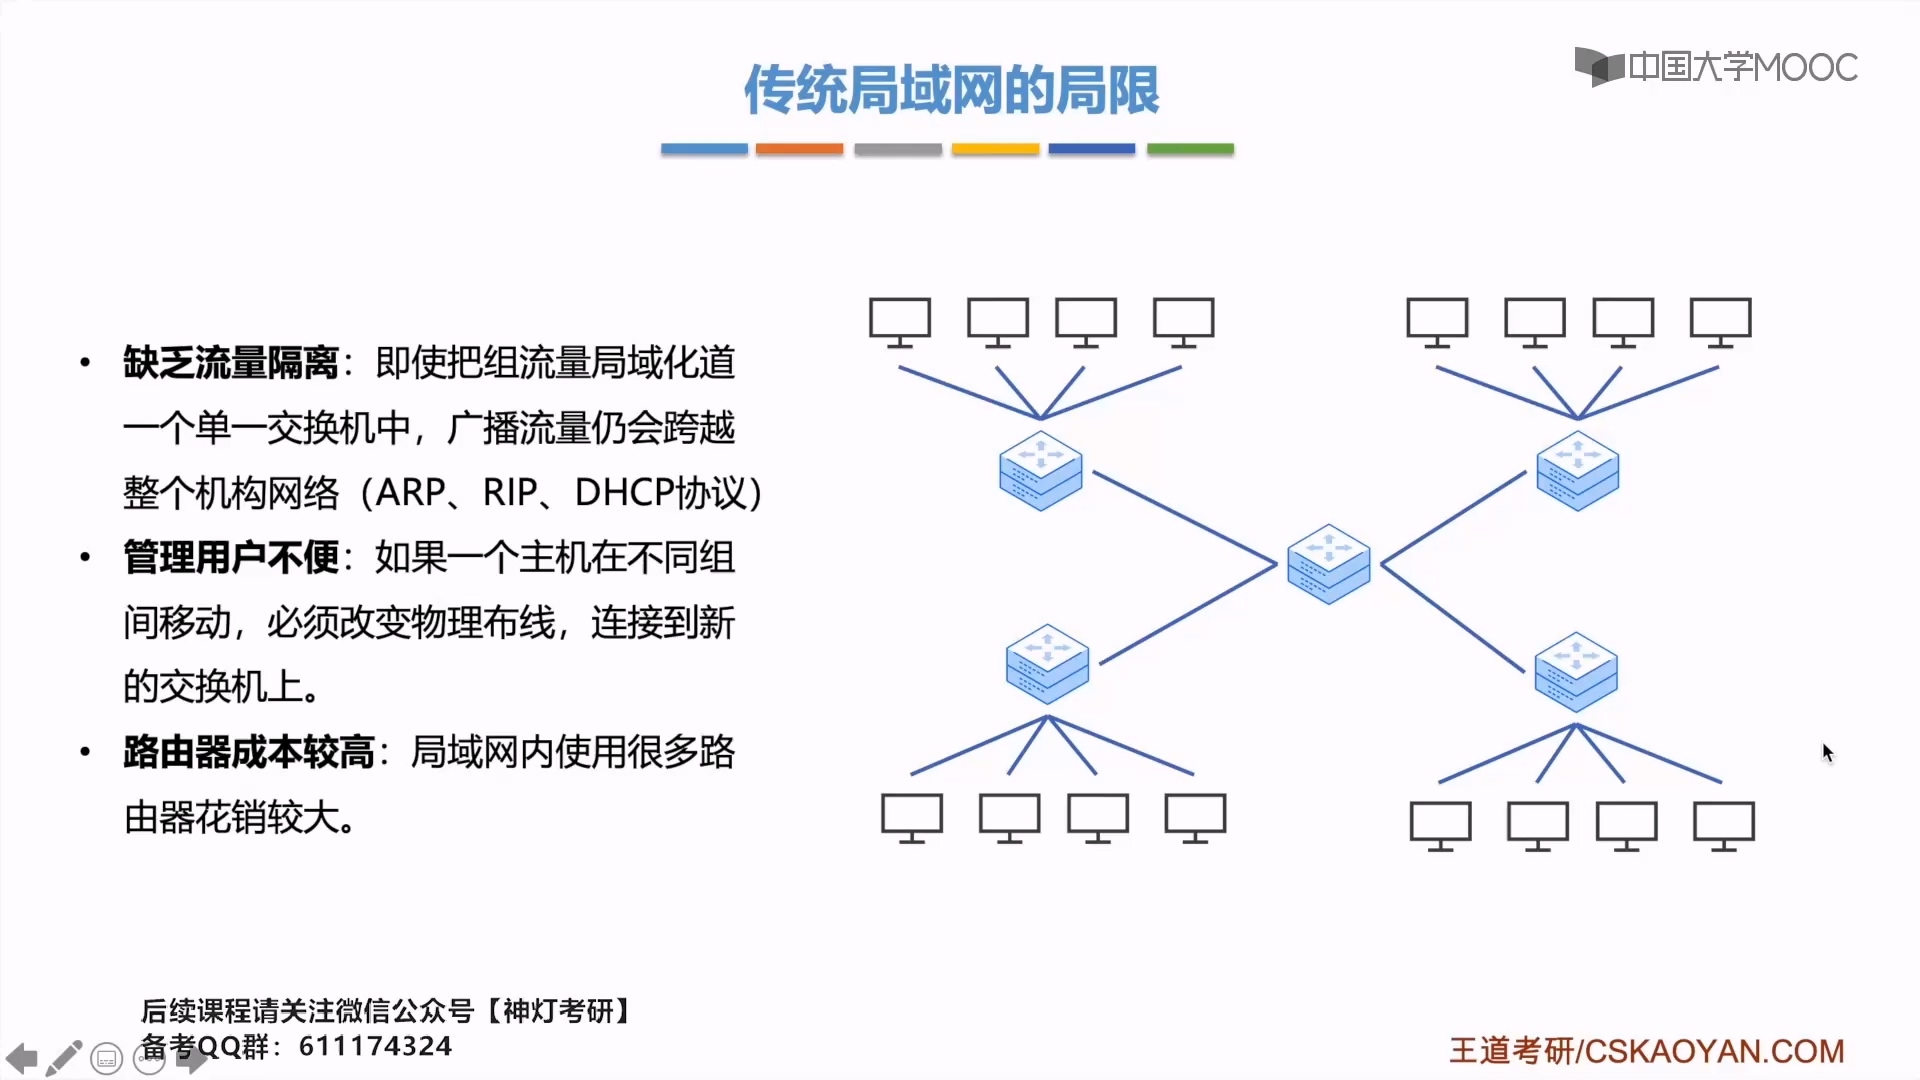 中国大学MOOC
传统局域网的局限
• 缺乏流量隔离：即使把组流量局域化道
一个单一交换机中，广播流量仍会跨越
整个机构网络（ARP、RIP、DHCP协议）
• 管理用户不便：如果一个主机在不同组
间移动，必须改变物理布线，连接到新
的交换机上。
• 路由器成本较高：局域网内使用很多路
由器花销较大。
后续课程请关注微信公众号【神灯考研】
备考QQ群：611174324
王道考研/CSKAOYAN.COM